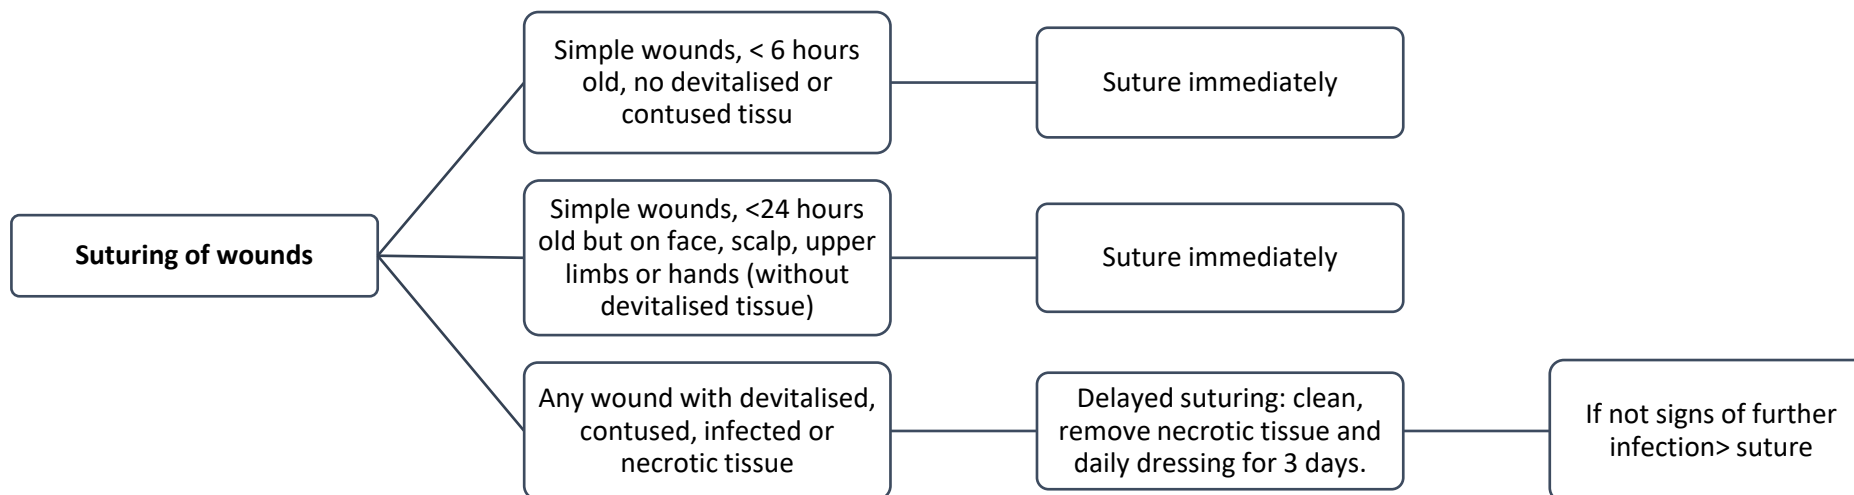 Simple wounds, < 6 hours
old, no devitalised or
contused tissu
Suture immediately
Suturing of wounds
Simple wounds, <24 hours
old but on face, scalp, upper
limbs or hands (without
devitalised tissue)
Suture immediately
Any wound with devitalised,
contused, infected or
necrotic tissue
Delayed suturing: clean,
remove necrotic tissue and
daily dressing for 3 days.
If not signs of further
infection> suture